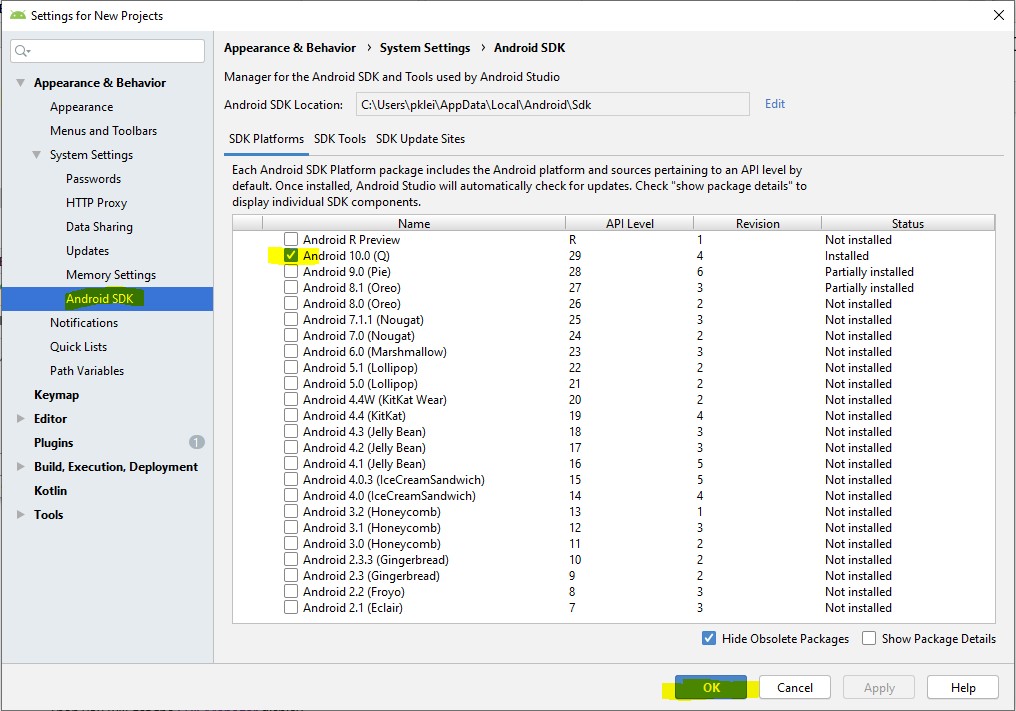 Settings for New Projects
Appearance & Behavior
Appearance
Menus and Toolbars
System Settings
Passwords
HTTP Proxy
Data Sharing
Updates
Memory Settings
Android SDK
Notifications
Quick Lists
Path Variables
Keymap
Editor
Plugins 1
Build, Execution, Deployment
Kotlin
Tools
Appearance & Behavior › System Settings › Android SDK
Manager for the Android SDK and Tools used by Android Studio
Android SDK Location: C:\Users\pklei\AppData\Local\Android\Sdk Edit
SDK Platforms SDK Tools SDK Update Sites
Each Android SDK Platform package includes the Android platform and sources pertaining to an API level by
default. Once installed, Android Studio will automatically check for updates. Check "show package details" to
display individual SDK components.
Name API Level Revision Status
Android R Preview R 1 Not installed
Android 10.0 (Q) 29 4 Installed
Android 9.0 (Pie) 28 6 Partially installed
Android 8.1 (Oreo) 27 3 Partially installed
Android 8.0 (Oreo) 26 2 Not installed
Android 7.1.1 (Nougat) 25 3 Not installed
Android 7.0 (Nougat) 24 2 Not installed
Android 6.0 (Marshmallow) 23 3 Not installed
Android 5.1 (Lollipop) 22 2 Not installed
Android 5.0 (Lollipop) 21 2 Not installed
Android 4.4W (KitKat Wear) 20 2 Not installed
Android 4.4 (KitKat) 19 4 Not installed
Android 4.3 (Jelly Bean) 18 3 Not installed
Android 4.2 (Jelly Bean) 17 3 Not installed
Android 4.1 (Jelly Bean) 16 5 Not installed
Android 4.0.3 (IceCreamSandwich) 15 5 Not installed
Android 4.0 (IceCreamSandwich) 14 4 Not installed
Android 3.2 (Honeycomb) 13 1 Not installed
Android 3.1 (Honeycomb) 12 3 Not installed
Android 3.0 (Honeycomb) 11 2 Not installed
Android 2.3.3 (Gingerbread) 10 2 Not installed
Android 2.3 (Gingerbread) 9 2 Not installed
Android 2.2 (Froyo) 8 3 Not installed
Android 2.1 (Eclair) 7 3 Not installed
Hide Obsolete Packages Show Package Details
OK Cancel Apply Help